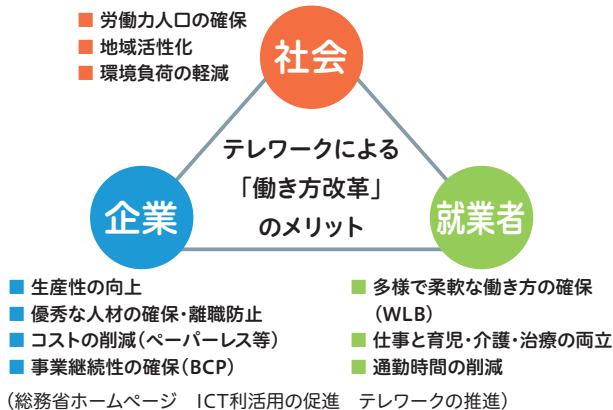 ■ 労働力人口の確保
■ 地域活性化
■ 環境負荷の軽減
社会
テレワークによる
「働き方改革」
のメリット
企業
就業者
■ 生産性の向上
■ 優秀な人材の確保・離職防止
■ コストの削減（ペーパーレス等）
■ 事業継続性の確保（BCP）
■ 多様で柔軟な働き方の確保
（WLB）
■ 仕事と育児・介護・治療の両立
■ 通勤時間の削減
（総務省ホームページ　ICT利活用の促進　テレワークの推進）